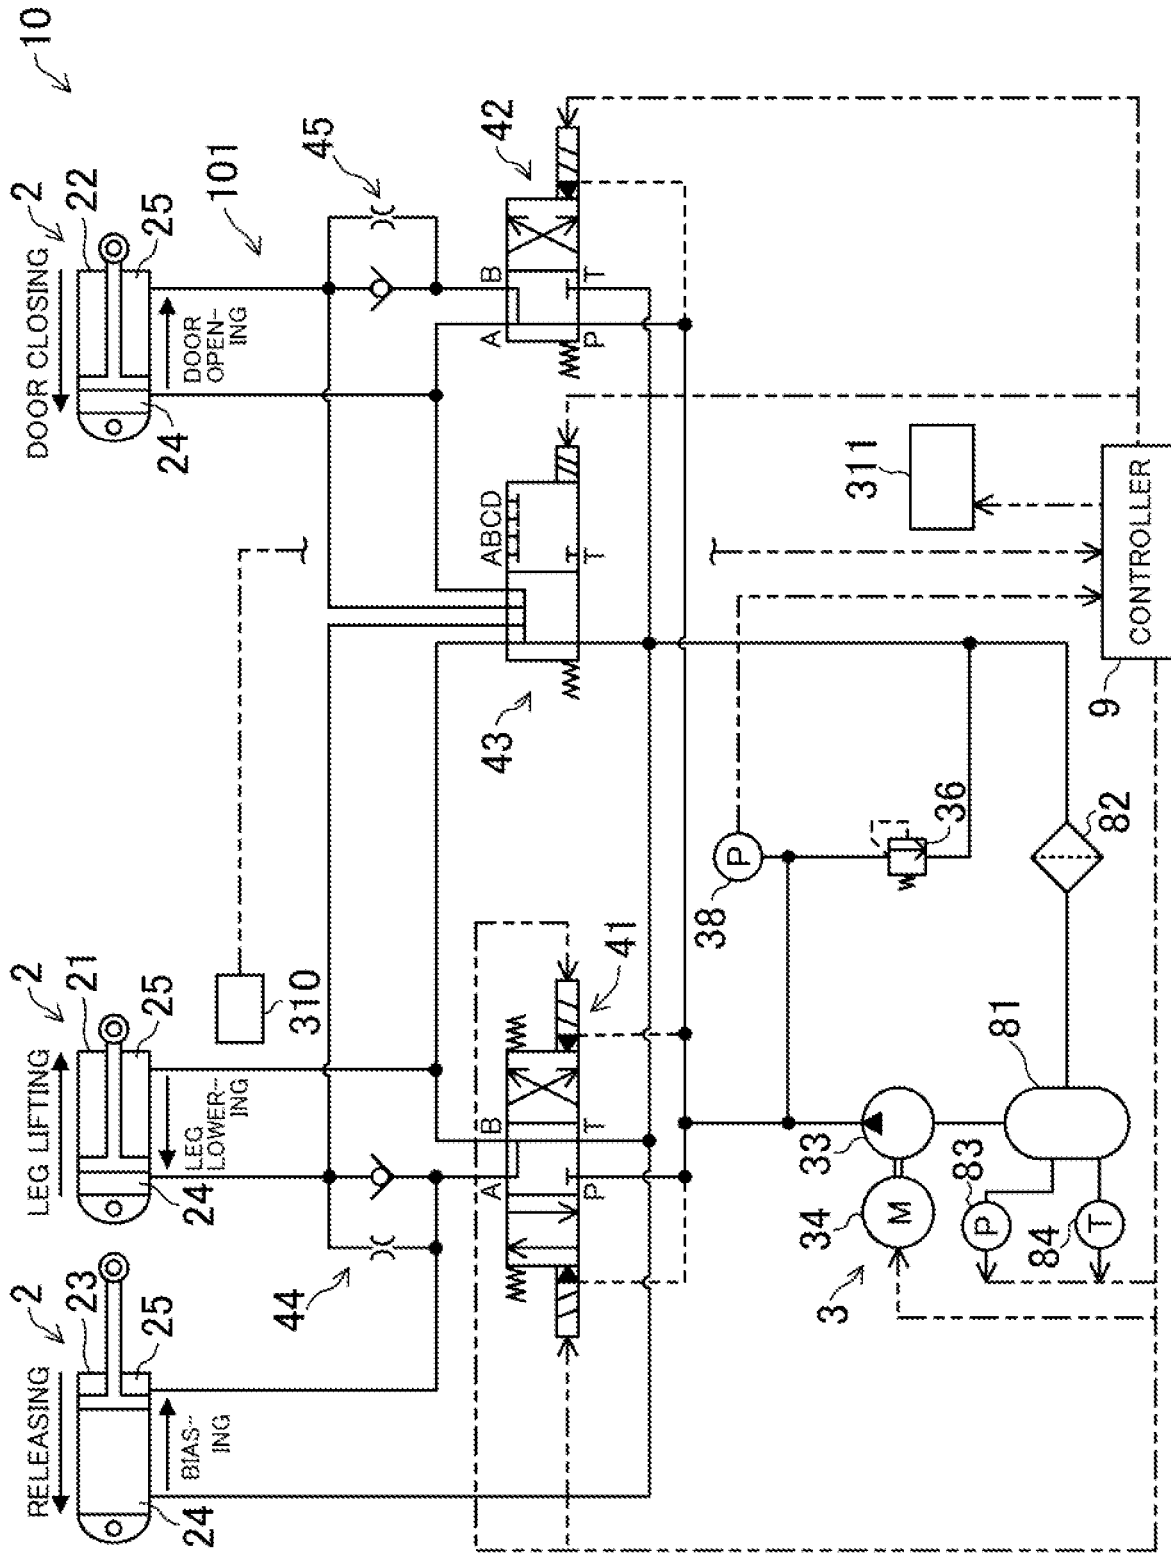 10
RELEASING
2
LEG LIFTING
2
DOOR CLOSING
2
23
21
22
25
25
25
24
24
24
BIAS-
ING
LEG
LOWER-
ING
DOOR
OPEN-
ING
101
44
310
45
A
B
43
ABCD
A
B
42
P
T
41
T
P
T
38
P
3
34
M
33
36
311
83
P
84
T
81
82
9
CONTROLLER